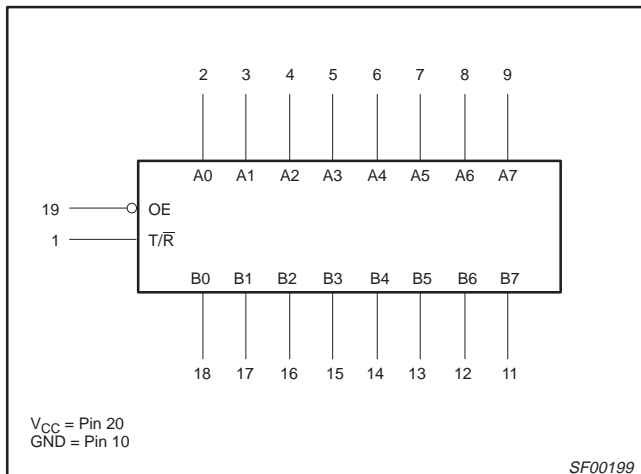 2 3 4 5 6 7 8 9
A0 A1 A2 A3 A4 A5 A6 A7
19 OE
1 T/R̅
B0 B1 B2 B3 B4 B5 B6 B7
18 17 16 15 14 13 12 11
V_CC = Pin 20
GND = Pin 10
SF00199